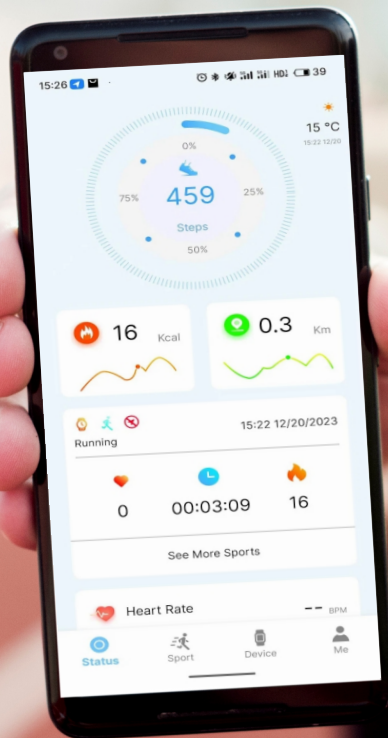 15:26 HD 39
15 °C
15:22 12/20
0%
75% 459 25%
Steps
50%
16 Kcal
0.3 Km
Running 15:22 12/20/2023
0 00:03:09 16
See More Sports
Heart Rate -- BPM
Status Sport Device Me